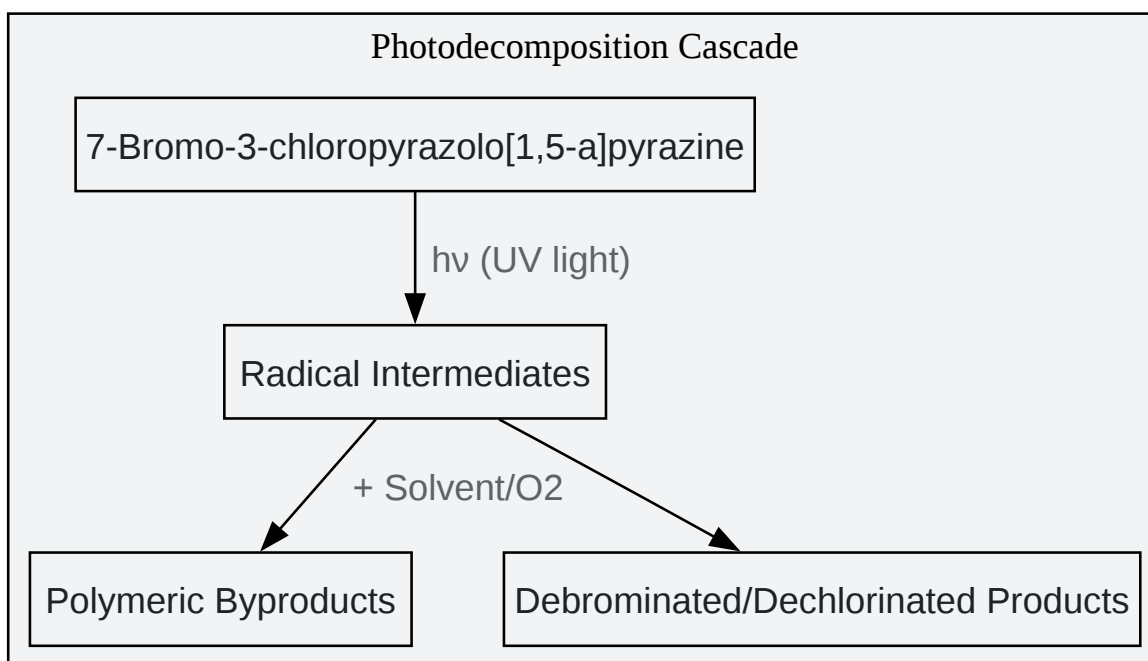 Photodecomposition Cascade
7-Bromo-3-chloropyrazolo[1,5-a]pyrazine
hν (UV light)
Radical Intermediates
+ Solvent/O2
Polymeric Byproducts
Debrominated/Dechlorinated Products